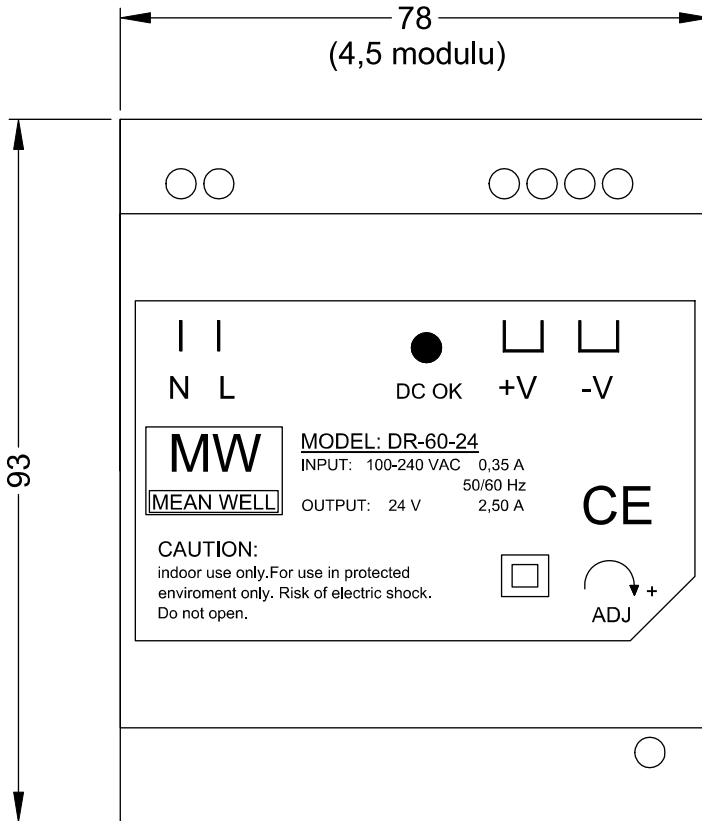 78
(4,5 modulu)
93
N L
DC OK +V -V
MW
MEAN WELL
MODEL: DR-60-24
INPUT: 100-240 VAC 0,35 A
50/60 Hz
OUTPUT: 24 V 2,50 A
CE
CAUTION:
indoor use only.For use in protected
enviroment only. Risk of electric shock.
Do not open.
+
ADJ